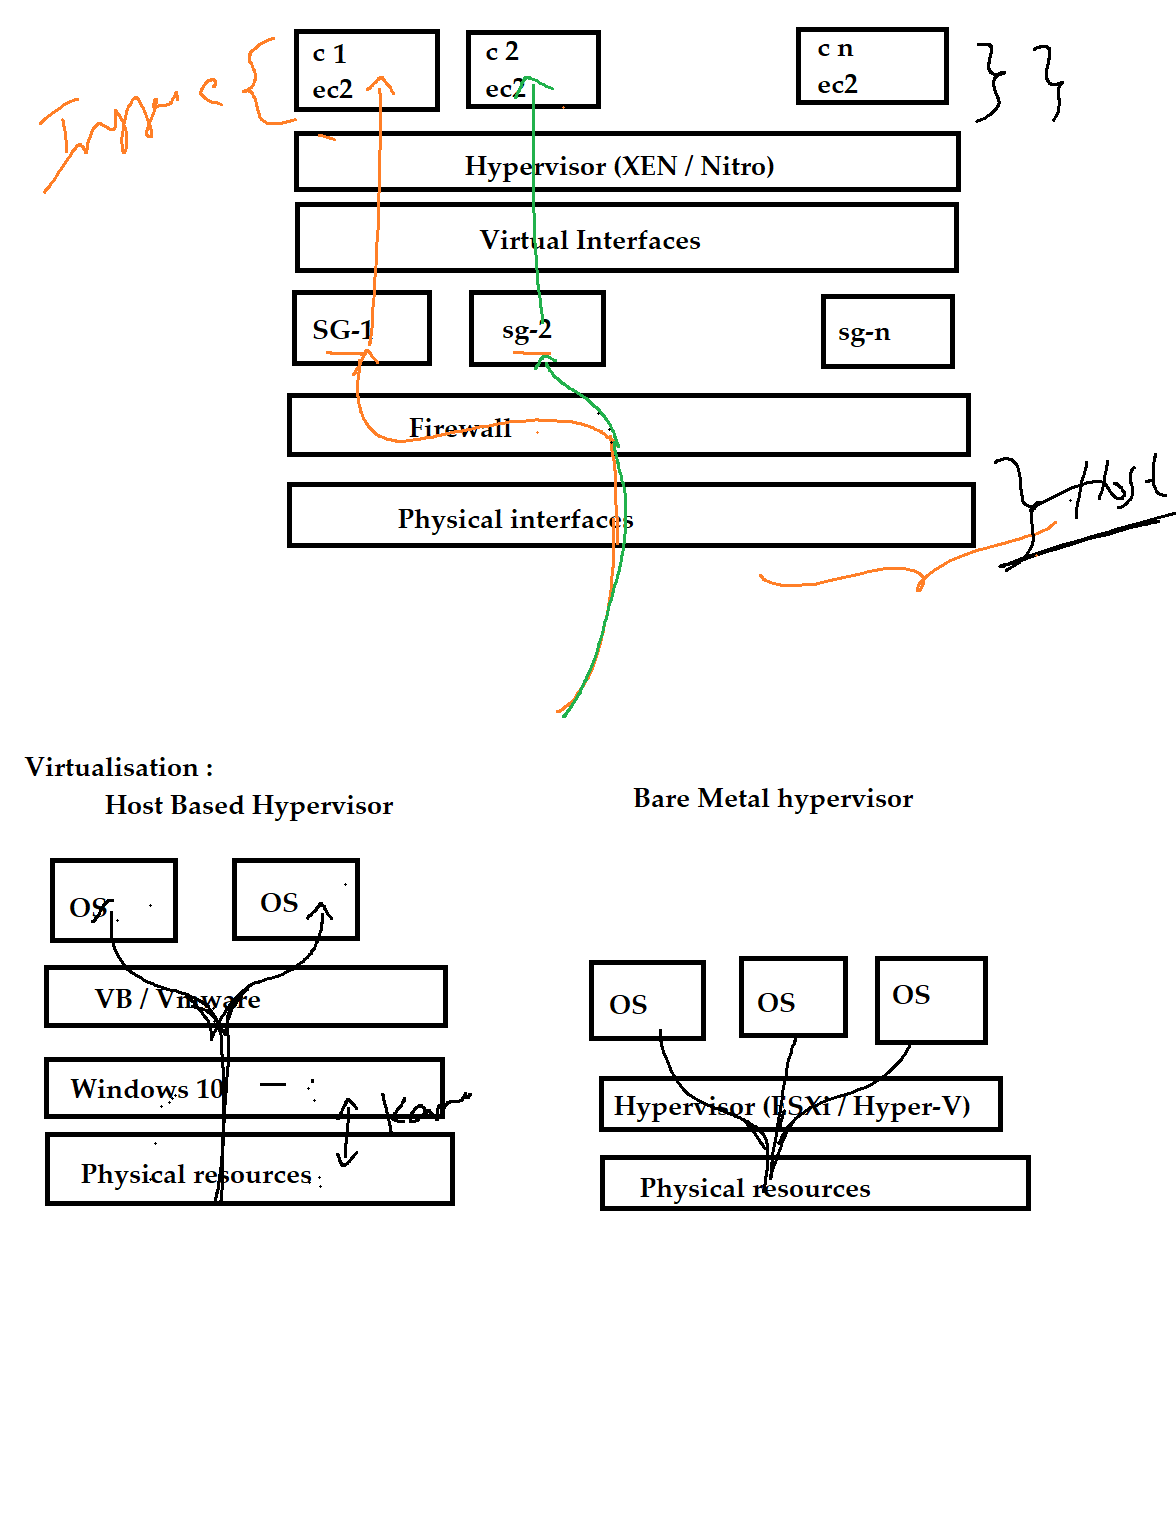 c 1
ec2
c 2
ec2
c n
ec2
Hypervisor (XEN / Nitro)
Virtual Interfaces
SG-1
sg-2
sg-n
Firewall
Host
Physical interfaces
Virtualisation :
Host Based Hypervisor
Bare Metal hypervisor
OS
OS
VB / Vmware
Windows 10
Physical resources
OS
OS
OS
Hypervisor (ESXi / Hyper-V)
Physical resources